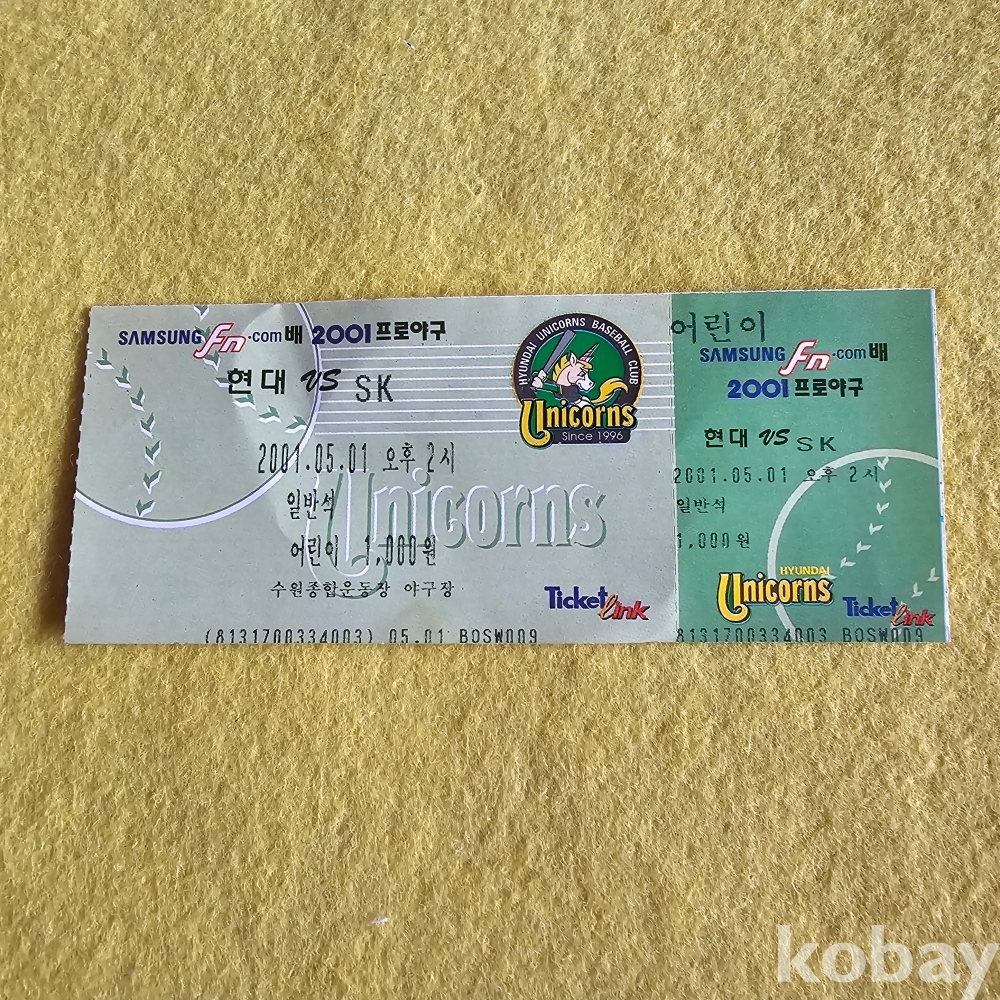 SAMSUNG Fn.com배 2001 프로야구
현대 VS SK
HYUNDAI UNICORNS BASEBALL CLUB
Unicorns
Since 1996
2001.05.01 오후 2시
Unicorns
일반석
어린이 1,000원
수원종합운동장 야구장
Ticketlink
(8131700334003) 05.01 BOSW009
어린이
SAMSUNG Fn.com배
2001 프로야구
현대 VS SK
2001.05.01 오후 2시
일반석
1,000원
HYUNDAI
Unicorns
Ticketlink
8131700334003 BOSW009
kobay